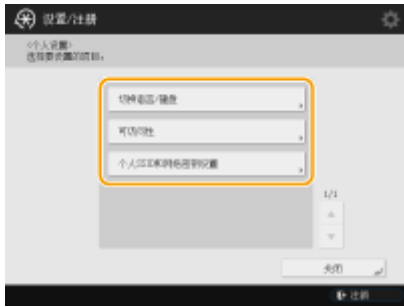 设置/注册
<个人设置>
选择要设置的项目。
切换语言/键盘
可访问性
个人SSID和网络密钥设置
1/1
关闭
注销